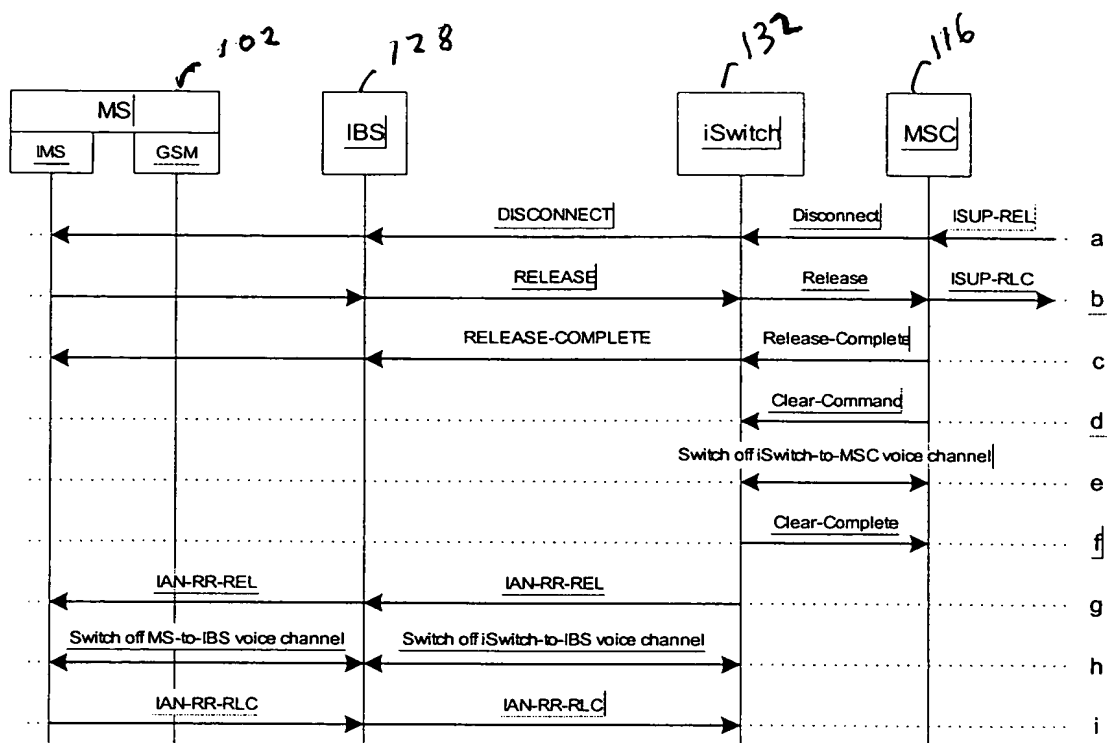 102
128
132
116
MS
IMS
GSM
IBS
iSwitch
MSC
DISCONNECT
Disconnect
ISUP-REL
a
RELEASE
Release
ISUP-RLC
b
RELEASE-COMPLETE
Release-Complete
c
Clear-Command
d
Switch off iSwitch-to-MSC voice channel
e
Clear-Complete
f
IAN-RR-REL
IAN-RR-REL
g
Switch off MS-to-IBS voice channel
Switch off iSwitch-to-IBS voice channel
h
IAN-RR-RLC
IAN-RR-RLC
i